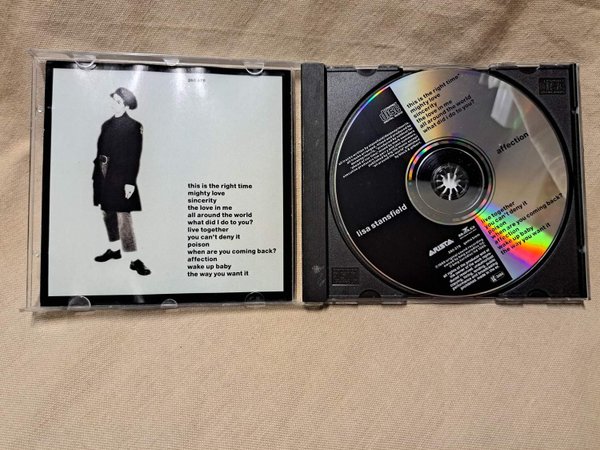 260 379
this is the right time
mighty love
sincerity
the love in me
all around the world
what did I do to you?
live together
you can't deny it
poison
when are you coming back?
affection
wake up baby
the way you want it
this is the right time
mighty love
sincerity
the love in me
all around the world
what did I do to you?
affection
lisa stansfield
live together
you can't deny it
poison
when are you coming back?
affection
wake up baby
the way you want it
ARISTA